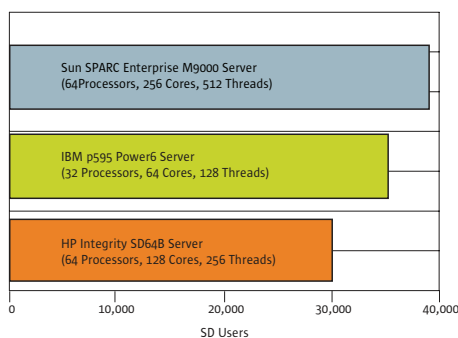 Sun SPARC Enterprise M9000 Server
(64Processors, 256 Cores, 512 Threads)
IBM p595 Power6 Server
(32 Processors, 64 Cores, 128 Threads)
HP Integrity SD64B Server
(64 Processors, 128 Cores, 256 Threads)
0 10,000 20,000 30,000 40,000
SD Users